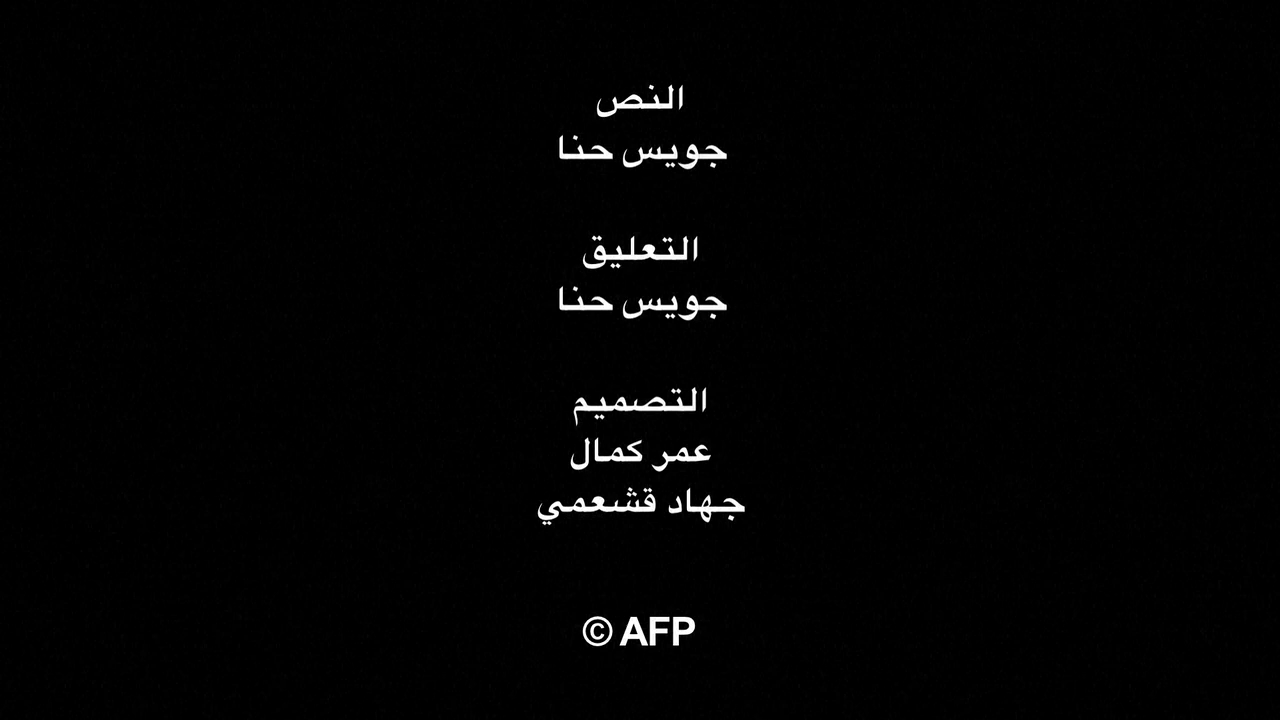 النص
جويس حنا
التعليق
جويس حنا
التصميم
عمر كمال
جهاد قشعمي
© AFP